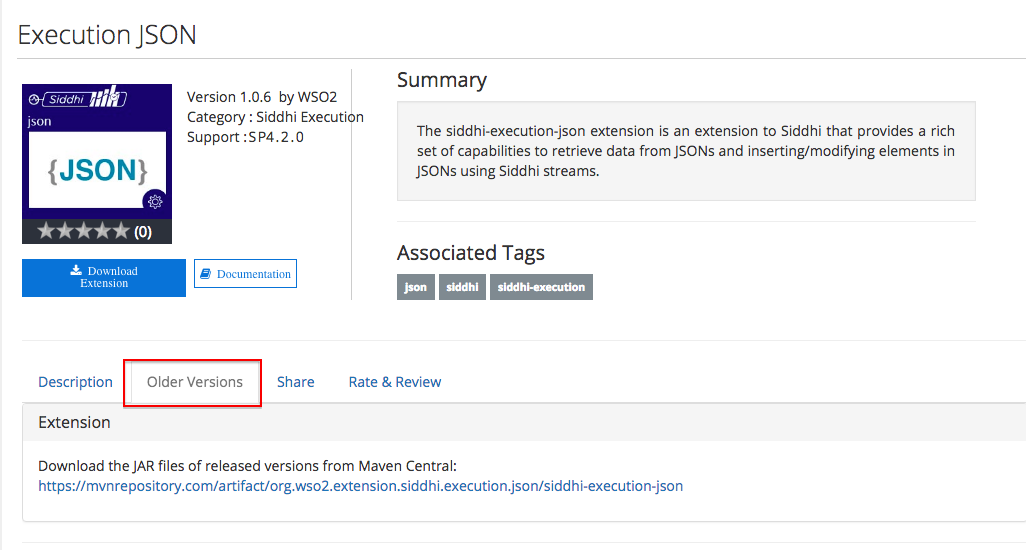 Execution JSON
Siddhi
json
{JSON}
(0)
Version 1.0.6 by WSO2
Category : Siddhi Execution
Support :SP4.2.0
Download
Extension
Documentation
Summary
The siddhi-execution-json extension is an extension to Siddhi that provides a rich
set of capabilities to retrieve data from JSONs and inserting/modifying elements in
JSONs using Siddhi streams.
Associated Tags
json siddhi siddhi-execution
Description Older Versions Share Rate & Review
Extension
Download the JAR files of released versions from Maven Central:
https://mvnrepository.com/artifact/org.wso2.extension.siddhi.execution.json/siddhi-execution-json